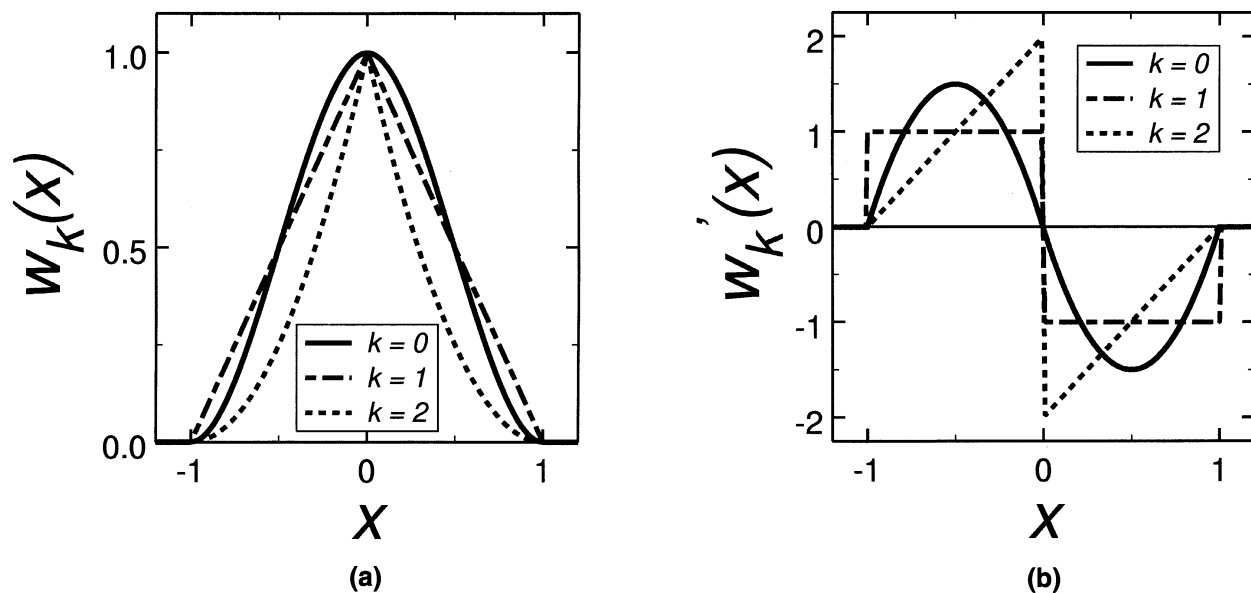 1.0
0.5
0.0
-1
0
1
w_k(x)
x
k = 0
k = 1
k = 2
(a)
2
1
0
-1
-2
-1
0
1
w_k'(x)
x
k = 0
k = 1
k = 2
(b)